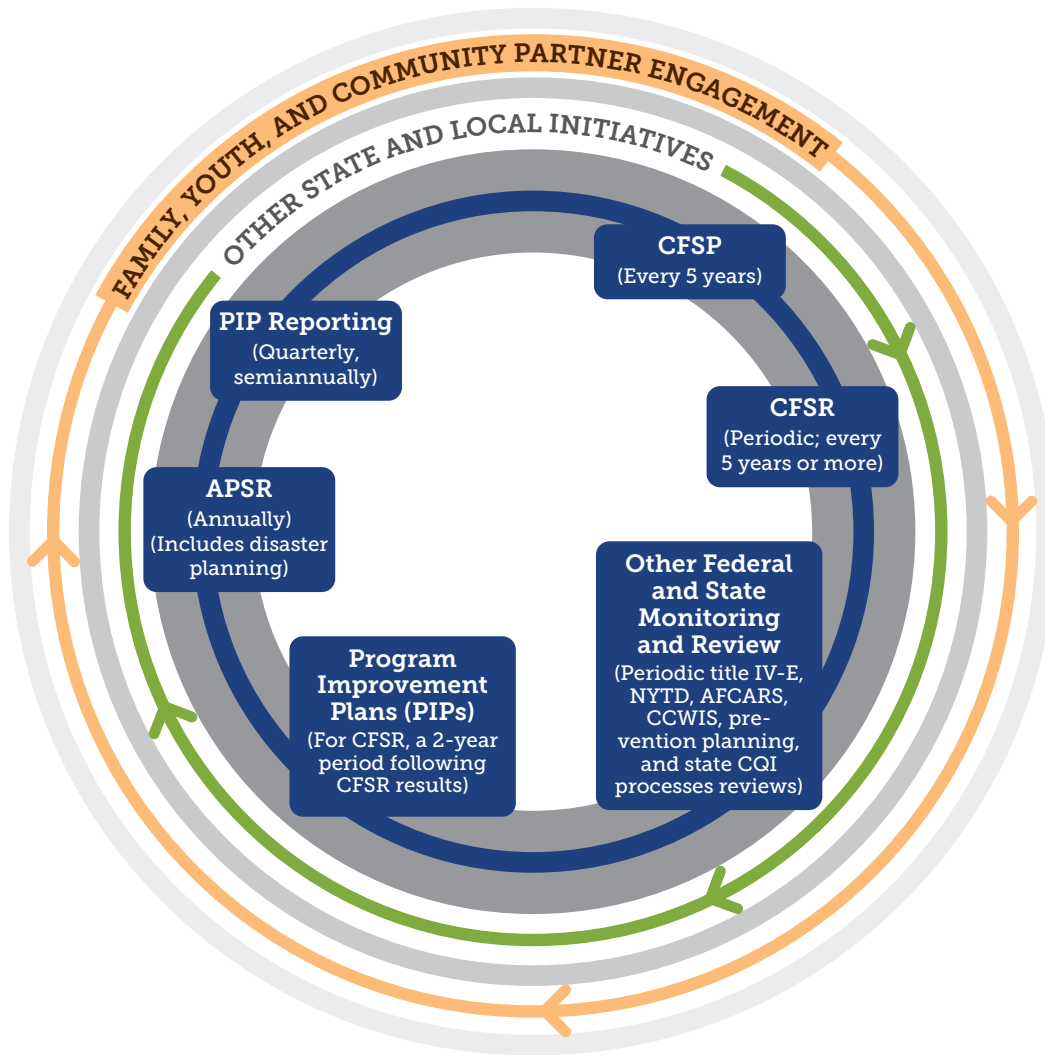 FAMILY, YOUTH, AND COMMUNITY PARTNER ENGAGEMENT
OTHER STATE AND LOCAL INITIATIVES
CFSP
(Every 5 years)
CFSR
(Periodic; every
5 years or more)
Other Federal
and State
Monitoring
and Review
(Periodic title IV-E,
NYTD, AFCARS,
CCWIS, pre-
vention planning,
and state CQI
processes reviews)
Program
Improvement
Plans (PIPs)
(For CFSR, a 2-year
period following
CFSR results)
APSR
(Annually)
(Includes disaster
planning)
PIP Reporting
(Quarterly,
semiannually)